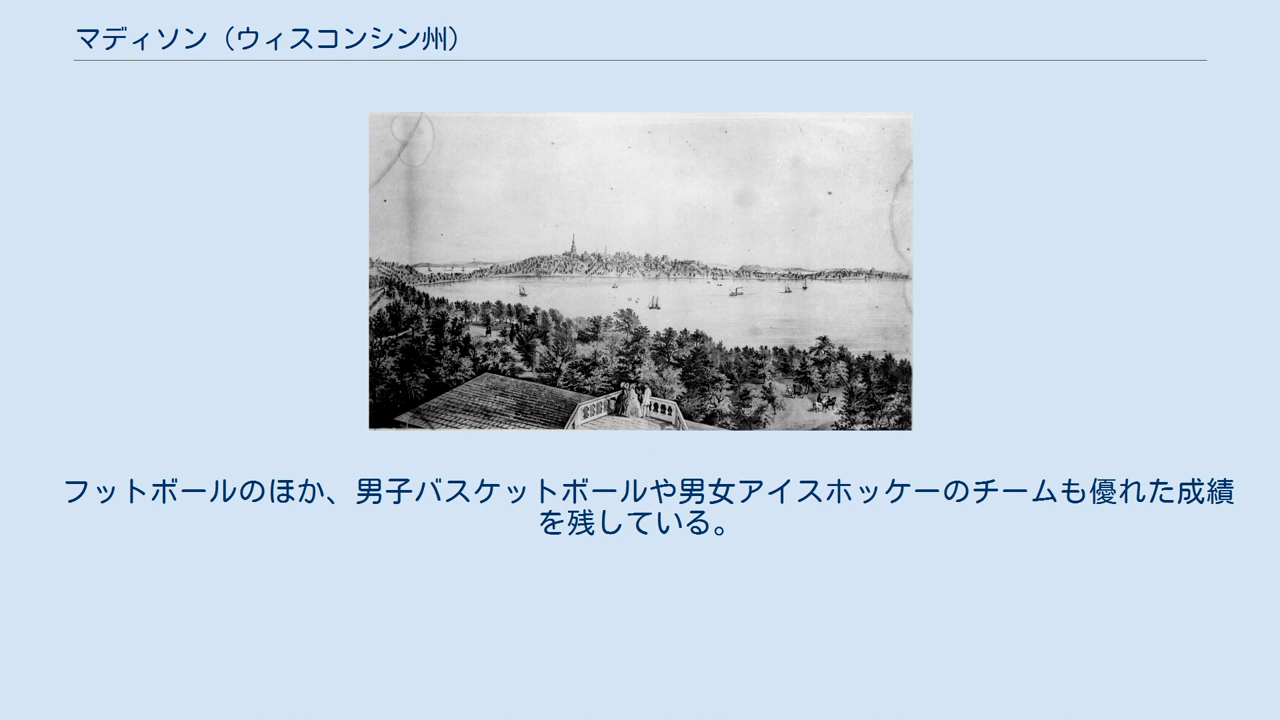 マディソン（ウィスコンシン州）
フットボールのほか、男子バスケットボールや男女アイスホッケーのチームも優れた成績
を残している。